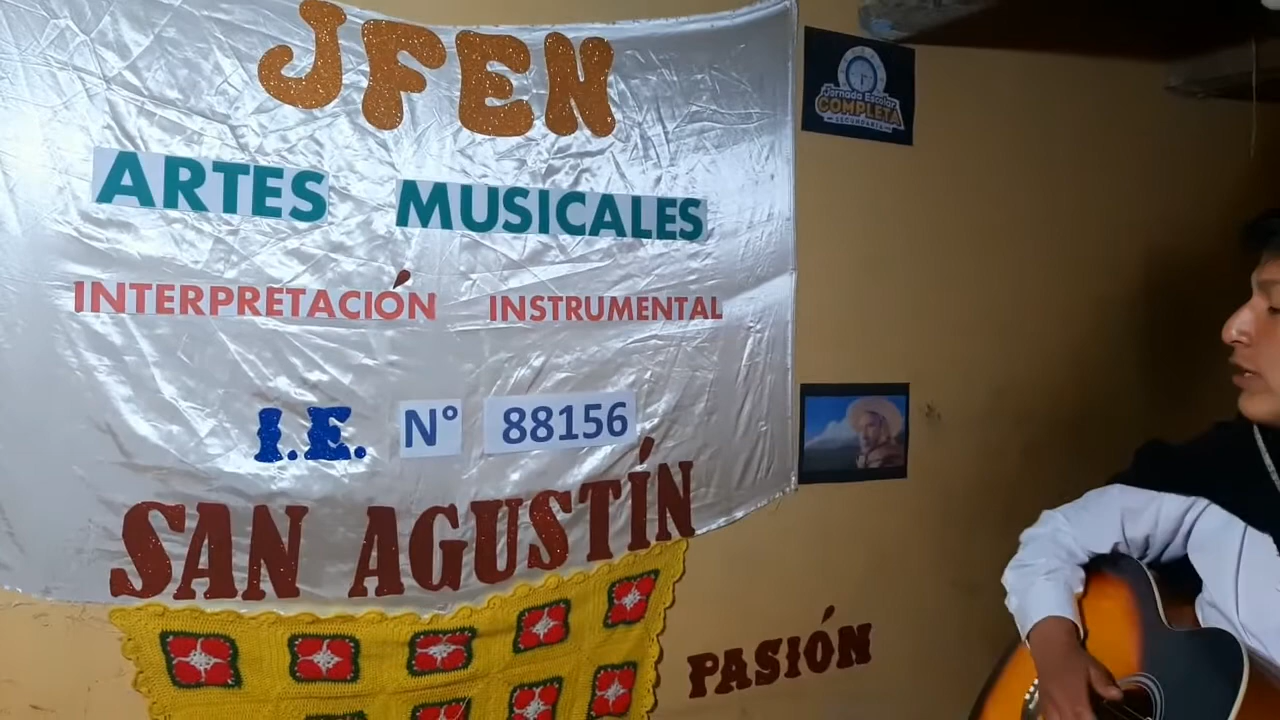 JFEN
ARTES MUSICALES
INTERPRETACIÓN INSTRUMENTAL
I.E. N° 88156
SAN AGUSTÍN
PASIÓN
Jornada Escolar
COMPLETA
SECUNDARIA